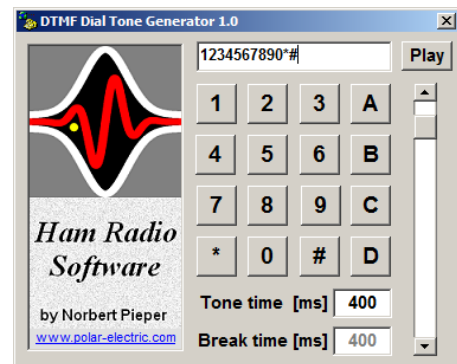 DTMF Dial Tone Generator 1.0
1234567890*#
Play
1 2 3 A
4 5 6 B
7 8 9 C
* 0 # D
Ham Radio
Software
by Norbert Pieper
www.polar-electric.com
Tone time [ms] 400
Break time [ms] 400